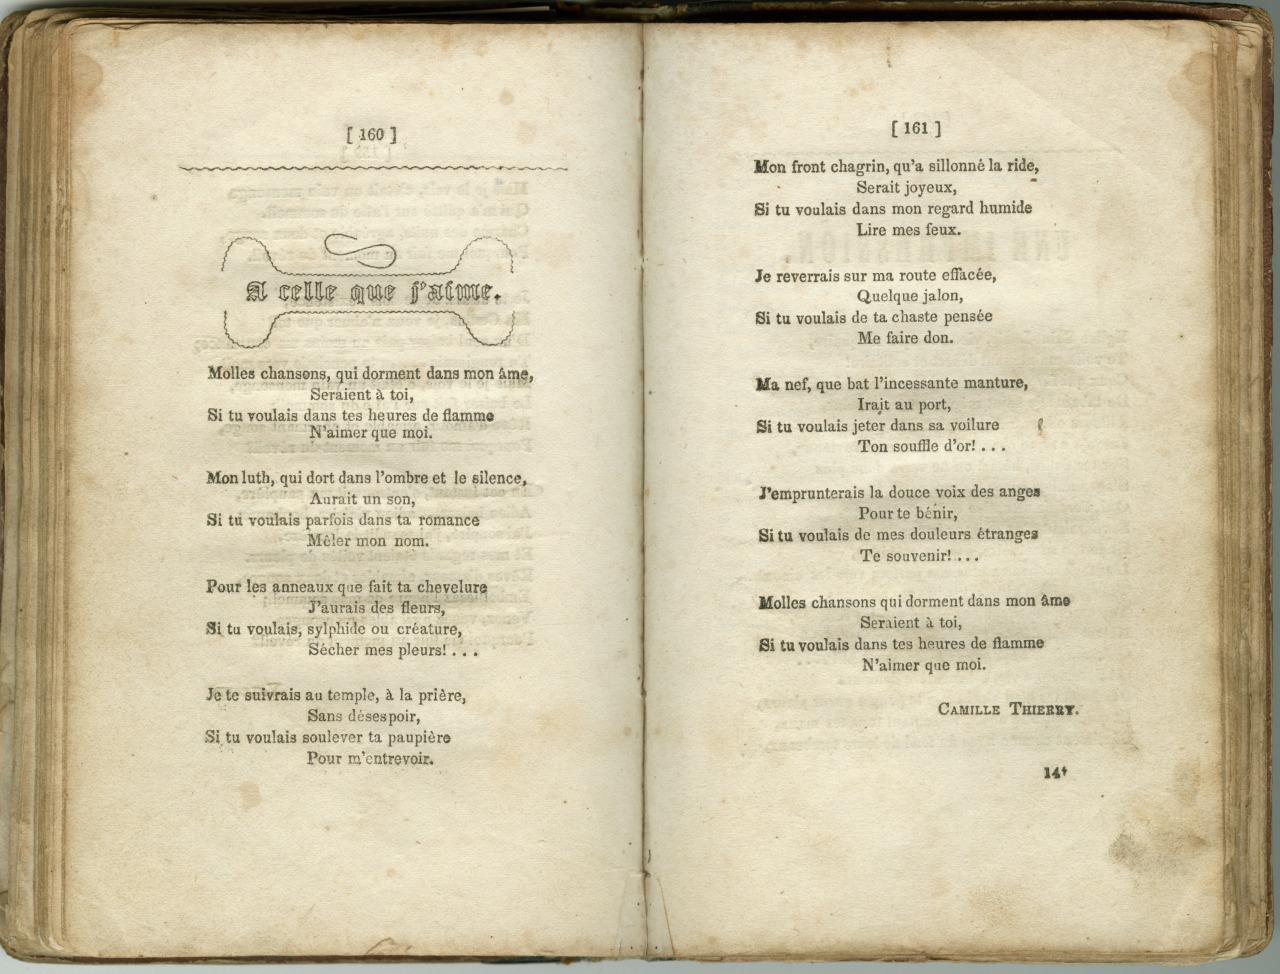 [ 160 ]
A celle que j'aime.
Molles chansons, qui dorment dans mon âme,
Seraient à toi,
Si tu voulais dans tes heures de flamme
N'aimer que moi.
Mon luth, qui dort dans l'ombre et le silence,
Aurait un son,
Si tu voulais parfois dans ta romance
Mêler mon nom.
Pour les anneaux que fait ta chevelure
J'aurais des fleurs,
Si tu voulais, sylphide ou créature,
Sécher mes pleurs! . . .
Je te suivrais au temple, à la prière,
Sans désespoir,
Si tu voulais soulever ta paupière
Pour m'entrevoir.
[ 161 ]
Mon front chagrin, qu'a sillonné la ride,
Serait joyeux,
Si tu voulais dans mon regard humide
Lire mes feux.
Je reverrais sur ma route effacée,
Quelque jalon,
Si tu voulais de ta chaste pensée
Me faire don.
Ma nef, que bat l'incessante manture,
Irait au port,
Si tu voulais jeter dans sa voilure
Ton souffle d'or! . . .
J'emprunterais la douce voix des anges
Pour te bénir,
Si tu voulais de mes douleurs étranges
Te souvenir! . . .
Molles chansons qui dorment dans mon âme
Seraient à toi,
Si tu voulais dans tes heures de flamme
N'aimer que moi.
CAMILLE THIERRY.
14†